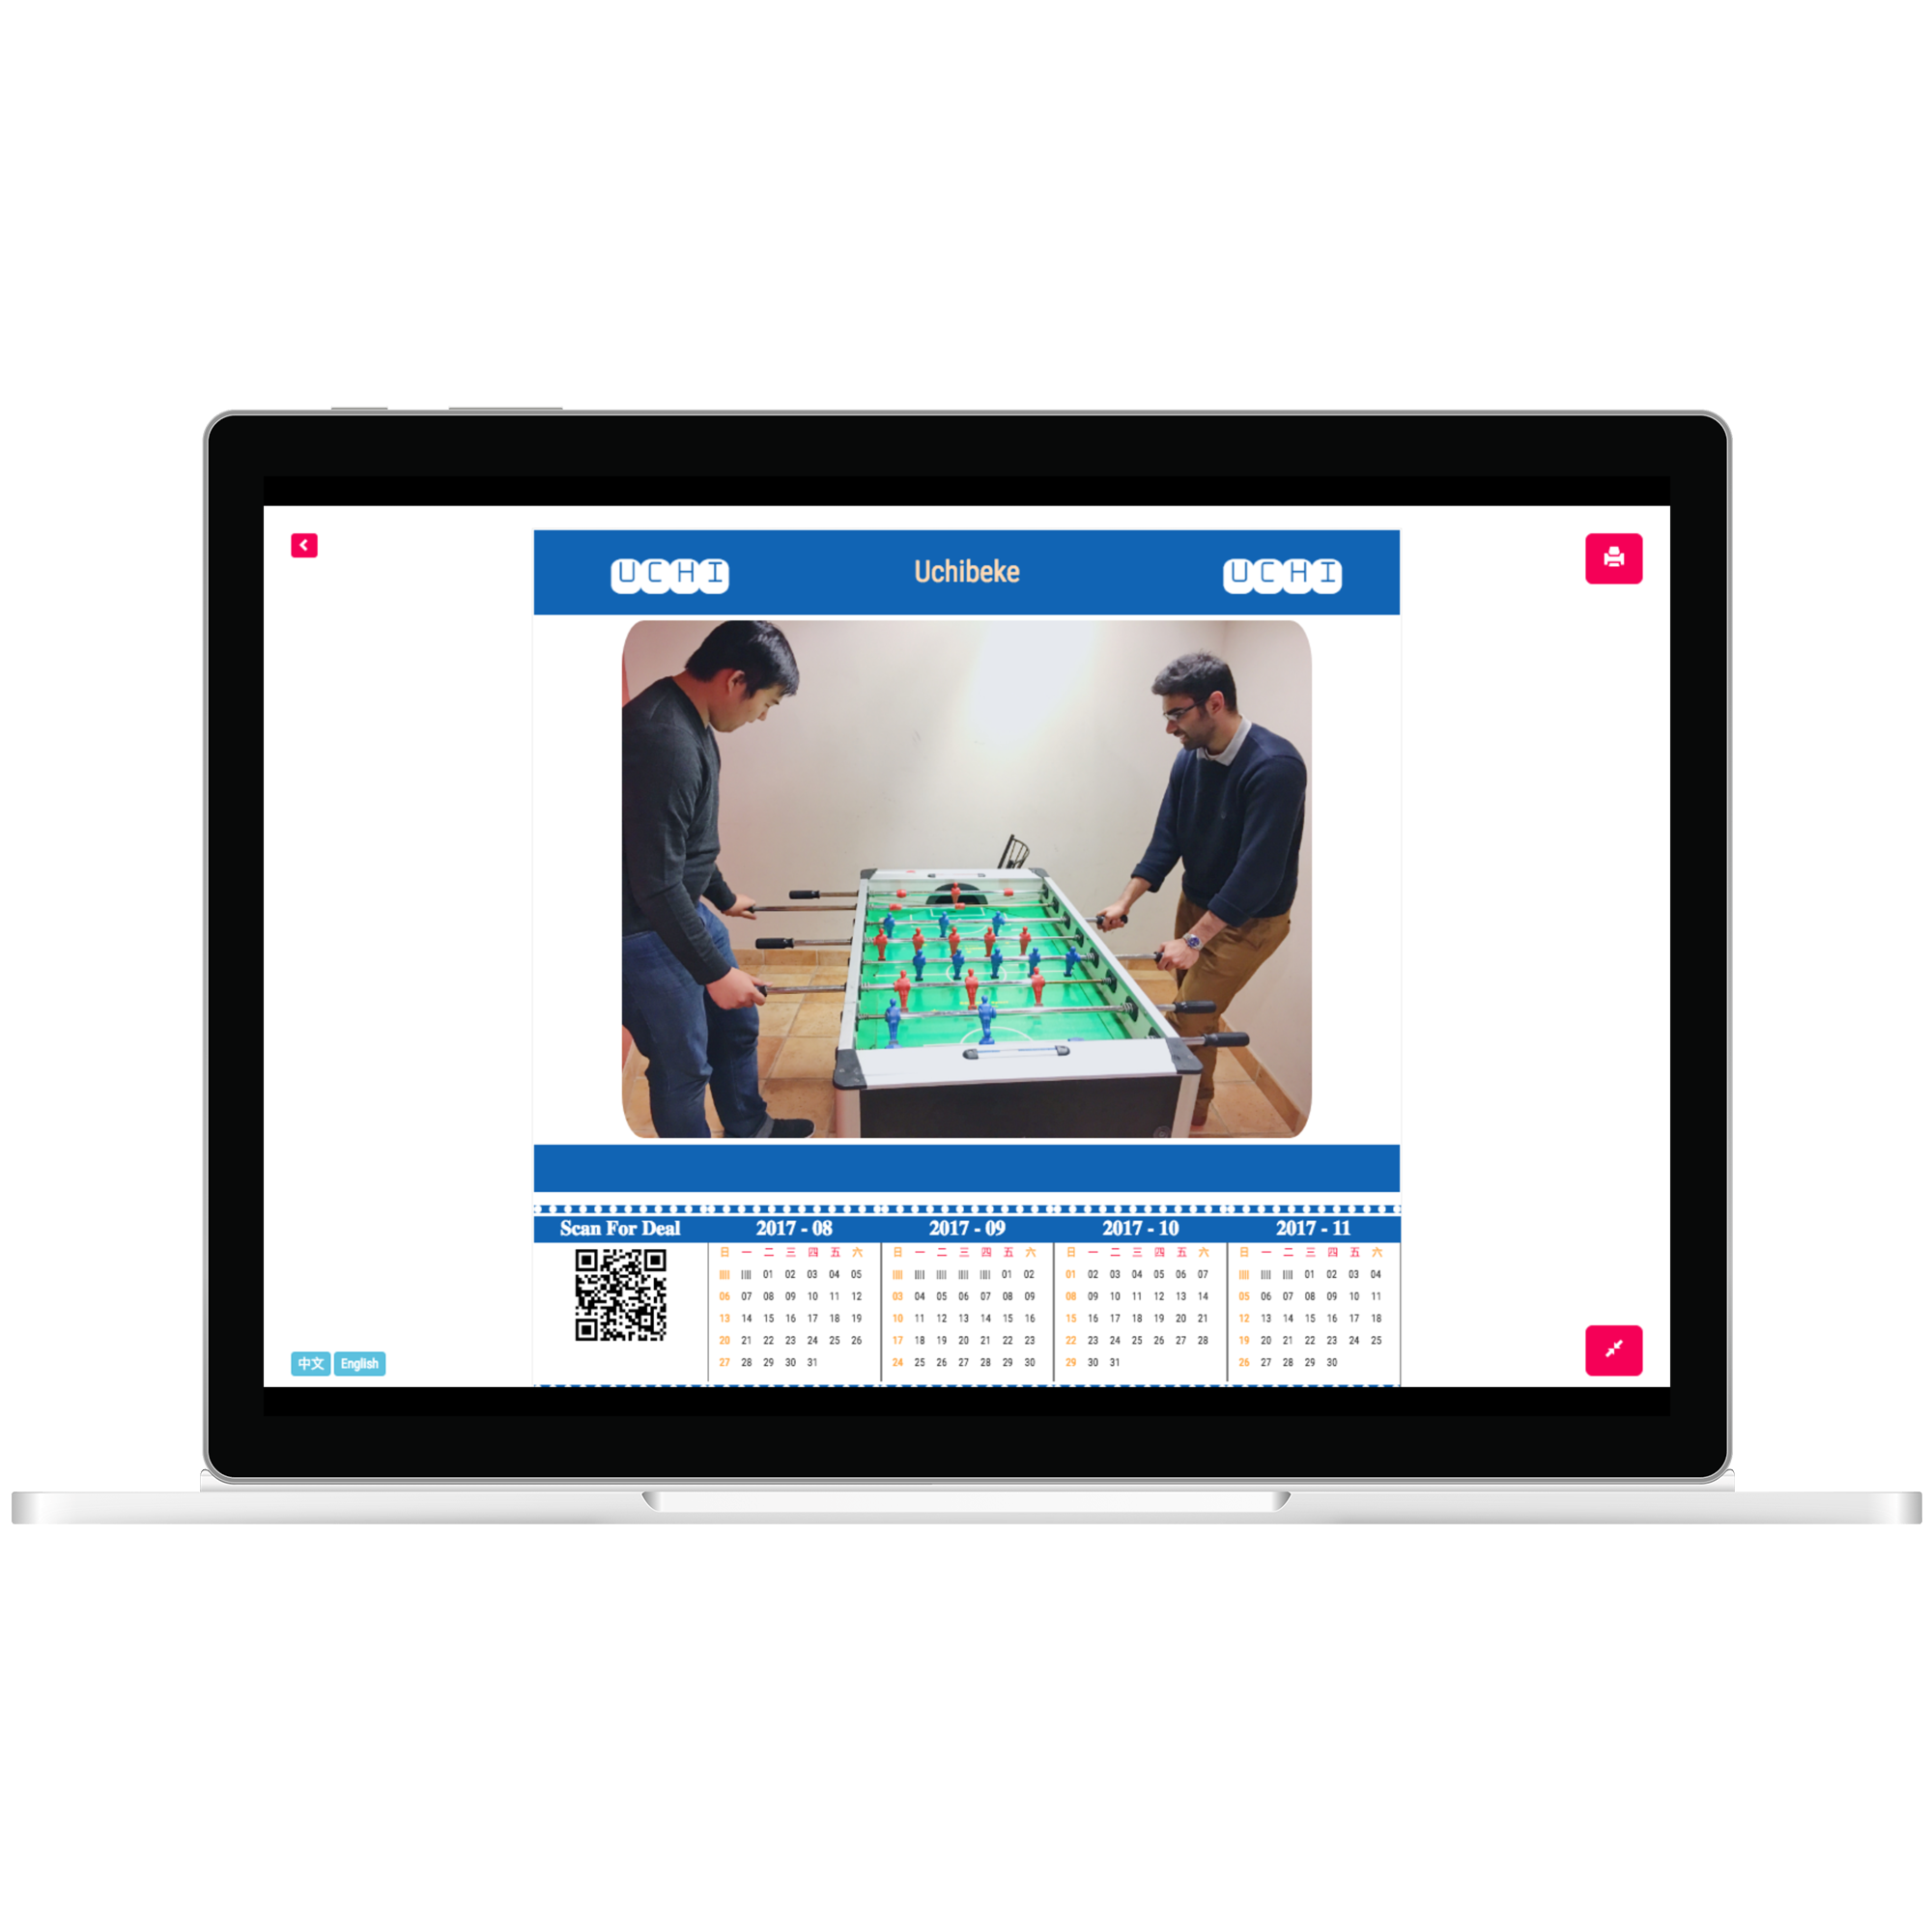 UCHI Uchibeke UCHI
Scan For Deal 2017 - 08 2017 - 09 2017 - 10 2017 - 11
日 一 二 三 四 五 六 日 一 二 三 四 五 六 日 一 二 三 四 五 六 日 一 二 三 四 五 六
01 02 03 04 05 01 02 01 02 03 04 05 06 07 01 02 03 04
06 07 08 09 10 11 12 03 04 05 06 07 08 09 08 09 10 11 12 13 14 05 06 07 08 09 10 11
13 14 15 16 17 18 19 10 11 12 13 14 15 16 15 16 17 18 19 20 21 12 13 14 15 16 17 18
20 21 22 23 24 25 26 17 18 19 20 21 22 23 22 23 24 25 26 27 28 19 20 21 22 23 24 25
27 28 29 30 31 24 25 26 27 28 29 30 29 30 31 26 27 28 29 30
中文 English